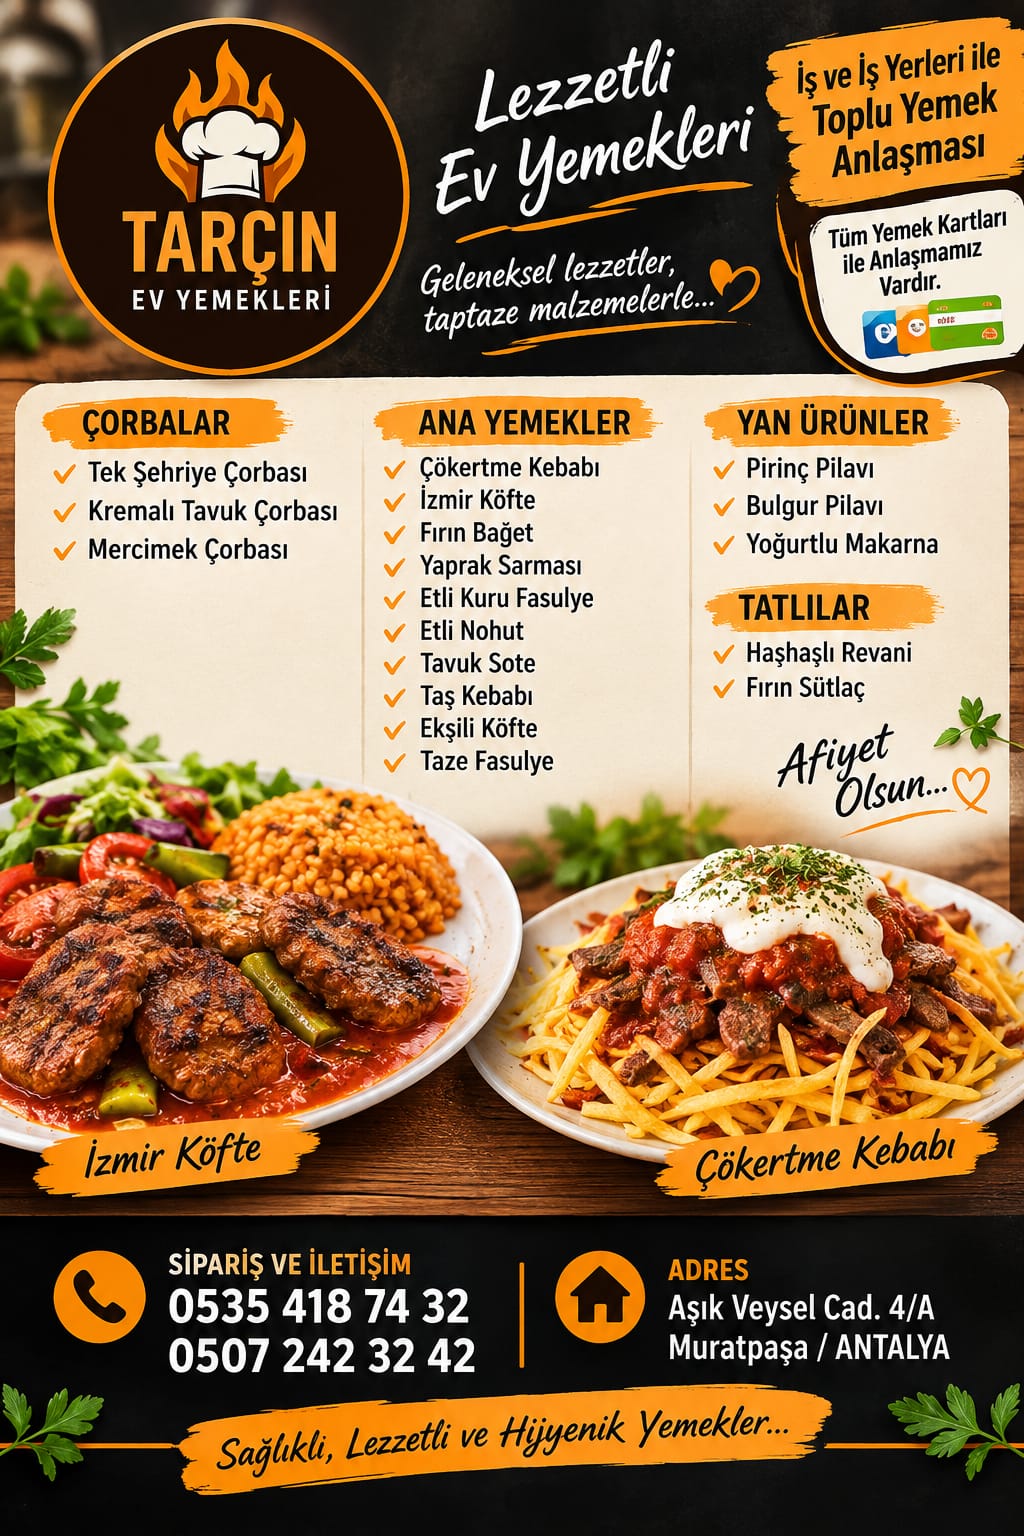 TARÇIN
EV YEMEKLERİ
Lezzetli
Ev Yemekleri
Geleneksel lezzetler,
taptaze malzemelerle...
İş ve İş Yerleri ile
Toplu Yemek
Anlaşması
Tüm Yemek Kartları
ile Anlaşmamız
Vardır.
ÇORBALAR
Tek Şehriye Çorbası
Kremalı Tavuk Çorbası
Mercimek Çorbası
ANA YEMEKLER
Çökertme Kebabı
İzmir Köfte
Fırın Bağet
Yaprak Sarması
Etli Kuru Fasulye
Etli Nohut
Tavuk Sote
Taş Kebabı
Ekşili Köfte
Taze Fasulye
YAN ÜRÜNLER
Pirinç Pilavı
Bulgur Pilavı
Yoğurtlu Makarna
TATLILAR
Haşhaşlı Revani
Fırın Sütlaç
Afiyet
Olsun...
İzmir Köfte
Çökertme Kebabı
SİPARİŞ VE İLETİŞİM
0535 418 74 32
0507 242 32 42
ADRES
Aşık Veysel Cad. 4/A
Muratpaşa / ANTALYA
Sağlıkli, Lezzetli ve Hijyenik Yemekler...